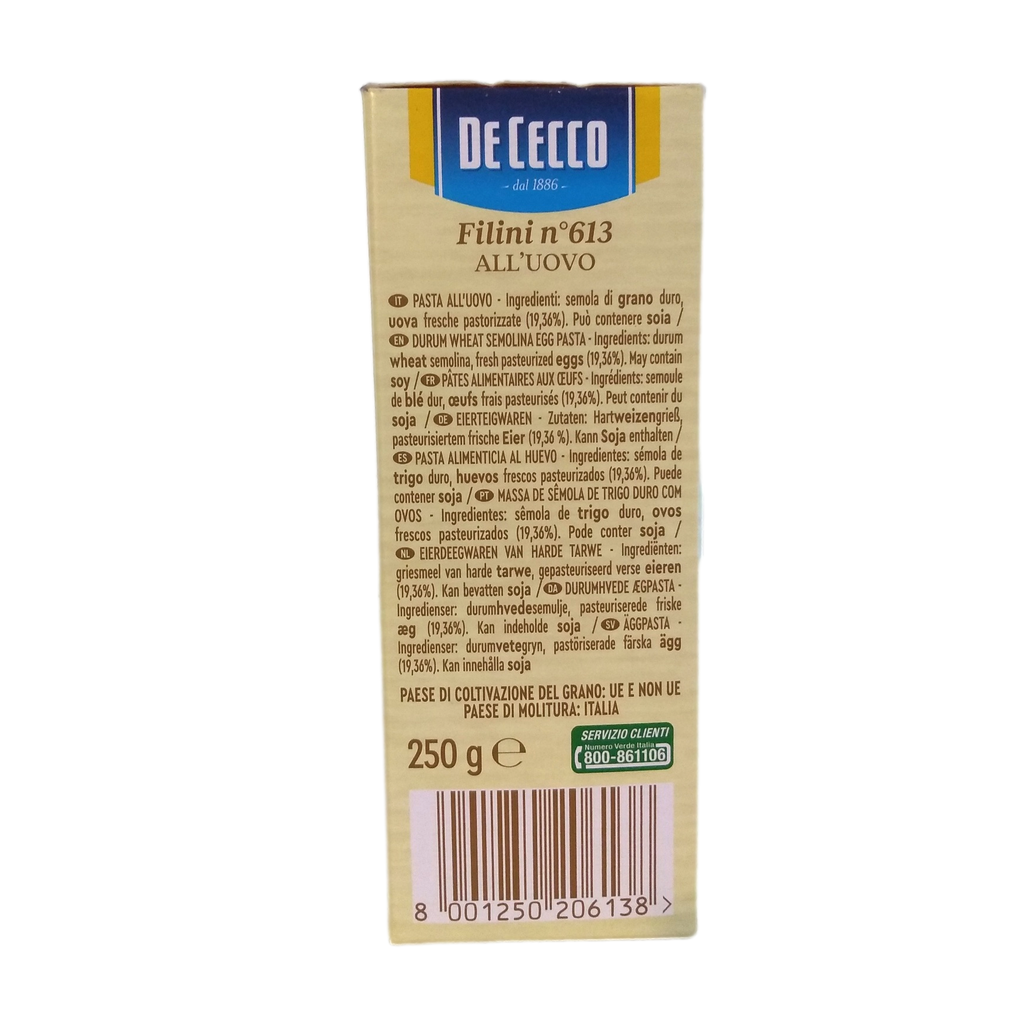 DE CECCO
dal 1886
Filini n°613
ALL'UOVO
IT PASTA ALL'UOVO - Ingredienti: semola di grano duro,
uova fresche pastorizzate (19,36%). Può contenere soia /
EN DURUM WHEAT SEMOLINA EGG PASTA - Ingredients: durum
wheat semolina, fresh pasteurized eggs (19,36%). May contain
soy / FR PÂTES ALIMENTAIRES AUX ŒUFS - Ingrédients: semoule
de blé dur, œufs frais pasteurisés (19,36%). Peut contenir du
soja / DE EIERTEIGWAREN - Zutaten: Hartweizengrieß,
pasteurisiertem frische Eier (19,36 %). Kann Soja enthalten /
ES PASTA ALIMENTICIA AL HUEVO - Ingredientes: sémola de
trigo duro, huevos frescos pasteurizados (19,36%). Puede
contener soja / PT MASSA DE SÊMOLA DE TRIGO DURO COM
OVOS - Ingredientes: sêmola de trigo duro, ovos
frescos pasteurizados (19,36%). Pode conter soja /
NL EIERDEEGWAREN VAN HARDE TARWE - Ingrediënten:
griesmeel van harde tarwe, gepasteuriseerd verse eieren
(19,36%). Kan bevatten soja / DA DURUMHVEDE ÆGPASTA -
Ingredienser: durumhvedesemulje, pasteuriserede friske
æg (19,36%). Kan indeholde soja / SV ÄGGPASTA -
Ingredienser: durumvetegryn, pastöriserade färska ägg
(19,36%). Kan innehålla soja
PAESE DI COLTIVAZIONE DEL GRANO: UE E NON UE
PAESE DI MOLITURA: ITALIA
250 g ℮
SERVIZIO CLIENTI
Numero Verde Italia
800-861106
8 001250 206138 >